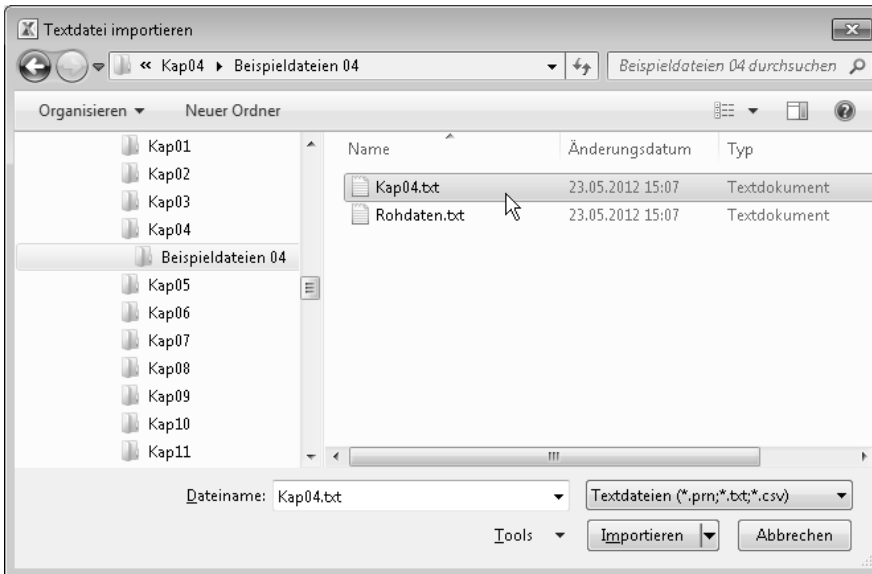 Textdatei importieren
« Kap04 Beispieldateien 04 Beispieldateien 04 durchsuchen
Organisieren Neuer Ordner
Name Änderungsdatum Typ
Kap01
Kap02
Kap03
Kap04
Beispieldateien 04
Kap05
Kap06
Kap07
Kap08
Kap09
Kap10
Kap11
Kap04.txt 23.05.2012 15:07 Textdokument
Rohdaten.txt 23.05.2012 15:07 Textdokument
Dateiname: Kap04.txt Textdateien (*.prn;*.txt;*.csv)
Tools Importieren Abbrechen